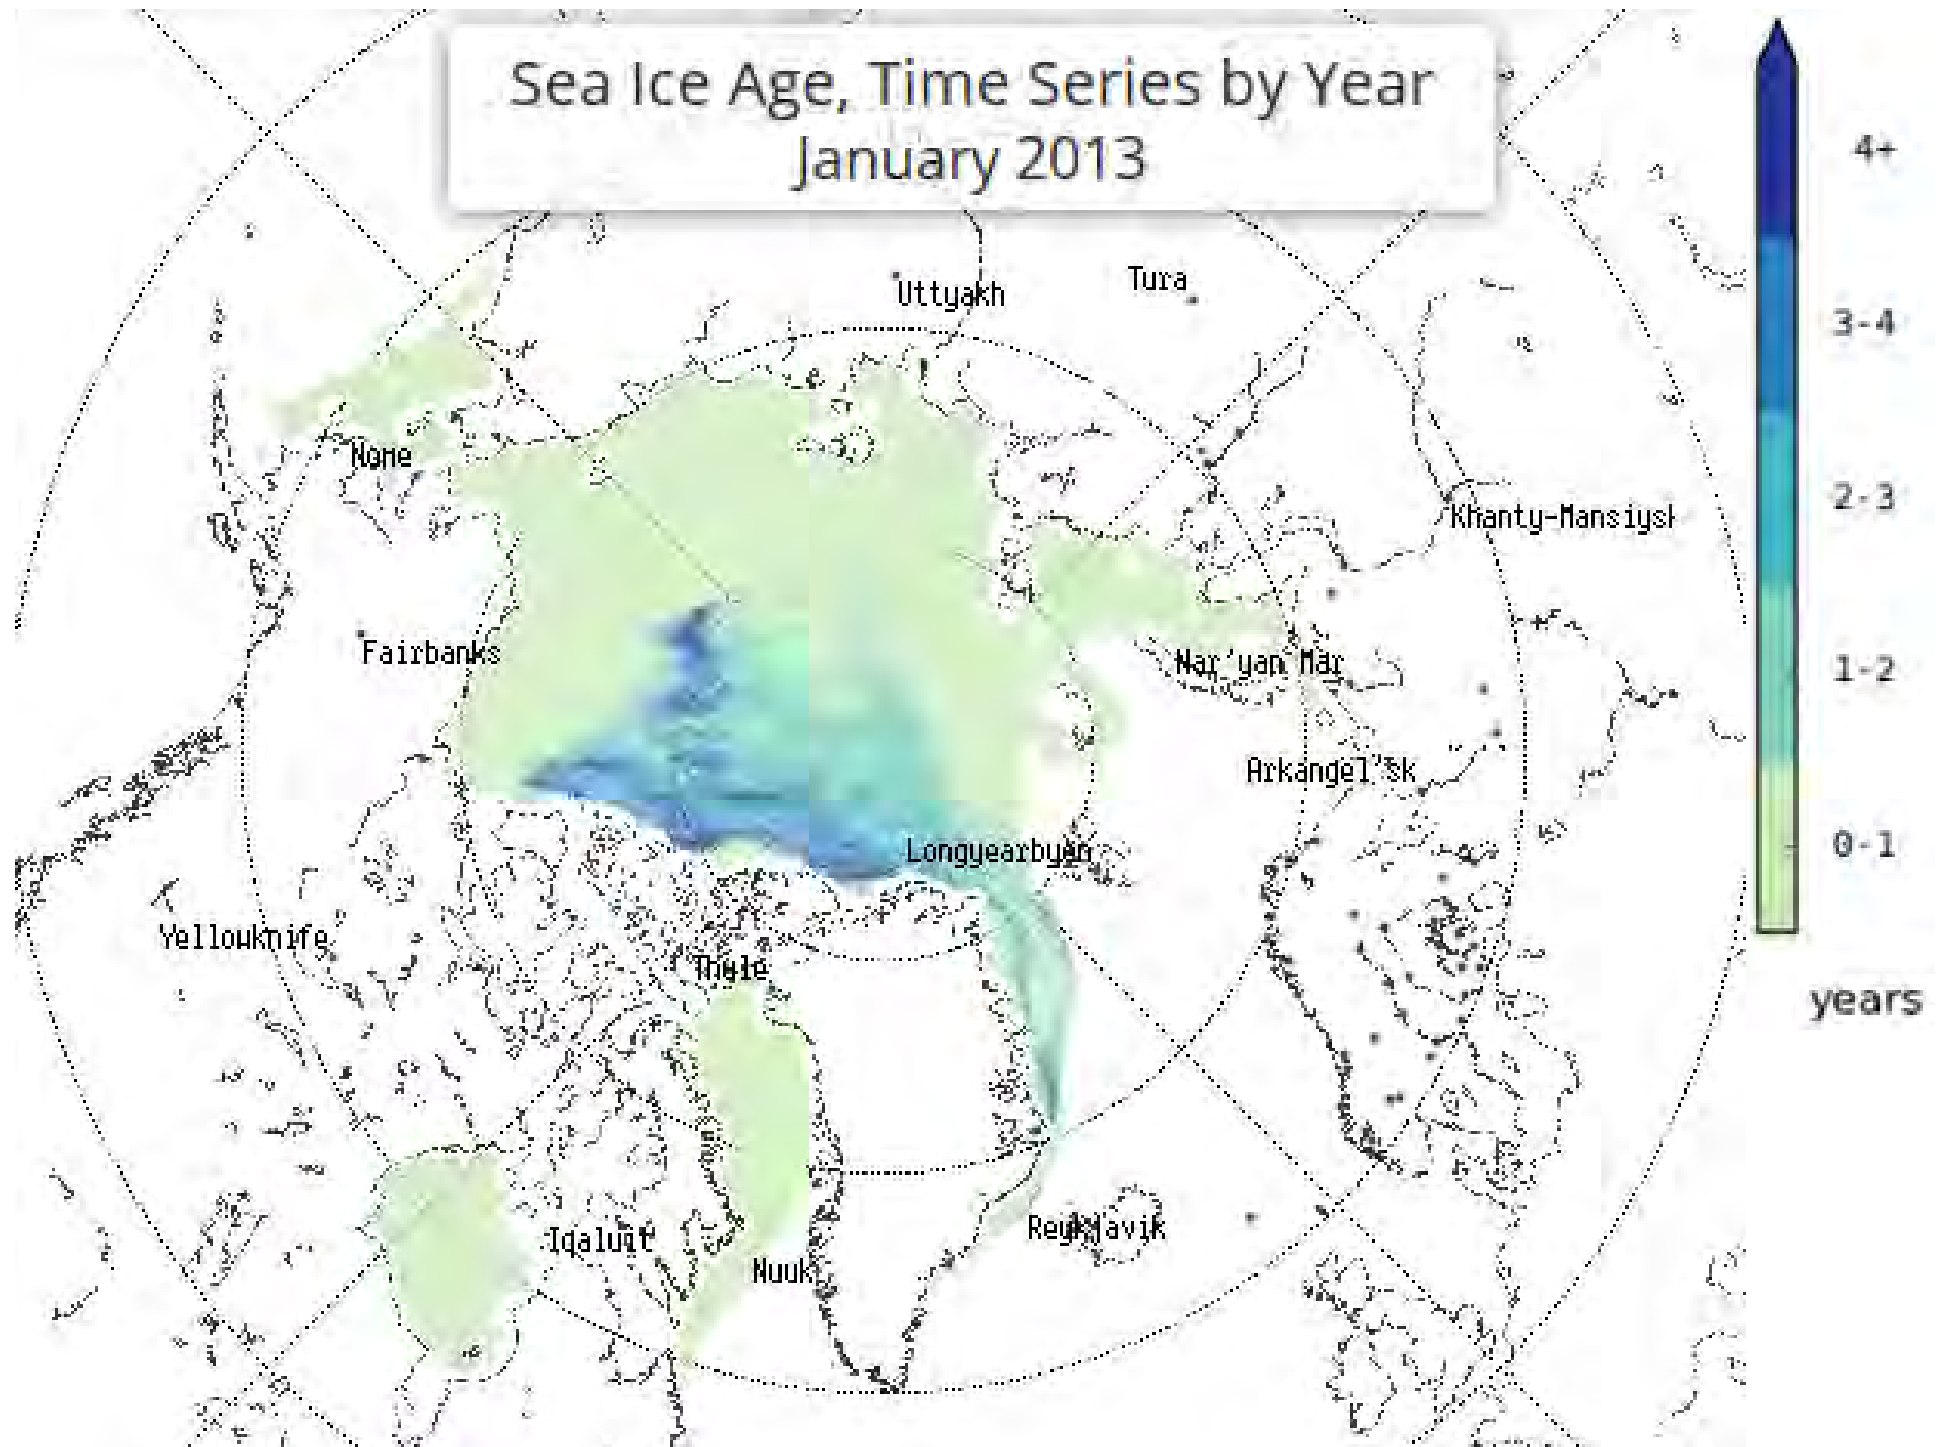 Sea Ice Age, Time Series by Year
January 2013
4+
Tura
Uttyakh
3-4
Nome
2-3
Khanty-Mansiysk
Fairbanks
Nar'yan Mar
1-2
Arkangel'sk
0-1
Longyearbyen
Yellowknife
Thule
years
Reykjavik
Iqaluit
Nuuk